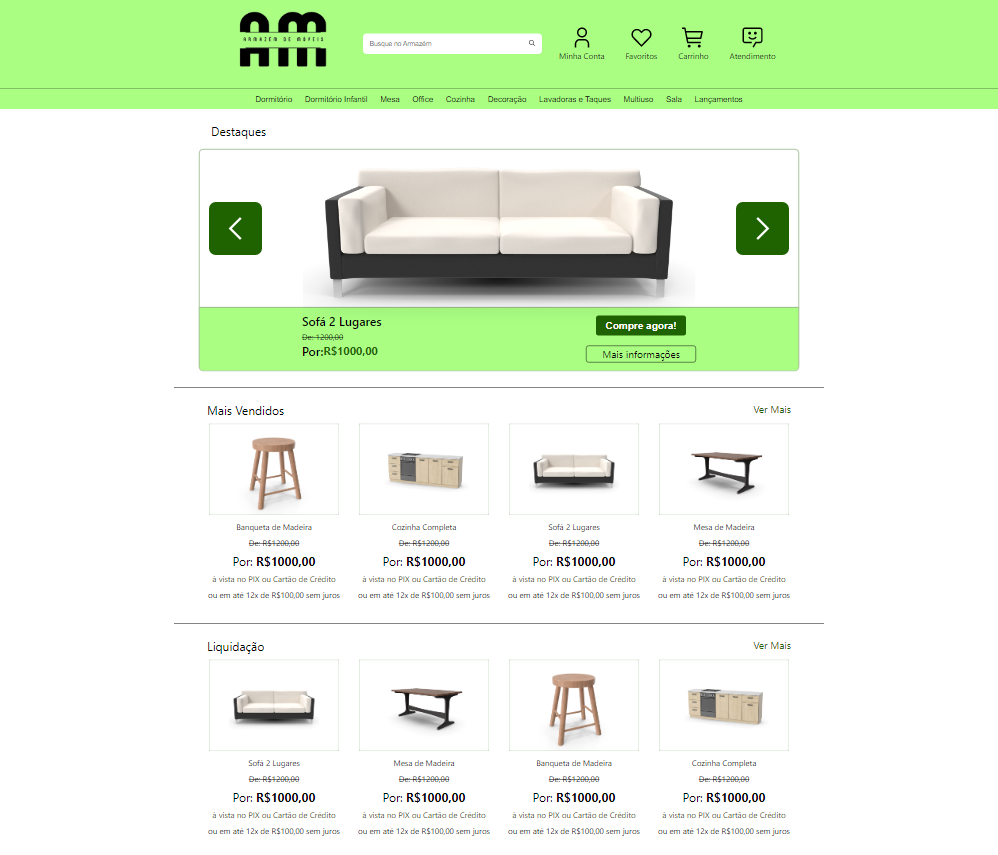 AM
ARMAZÉM DE MÓVEIS
Busque no Armazém
Minha Conta
Favoritos
Carrinho
Atendimento
Dormitório Dormitório Infantil Mesa Office Cozinha Decoração Lavadoras e Taques Multiuso Sala Lançamentos
Destaques
Sofá 2 Lugares
De: 1200,00
Por:R$1000,00
Compre agora!
Mais informações
Mais Vendidos
Ver Mais
Banqueta de Madeira
De: R$1200,00
Por: R$1000,00
à vista no PIX ou Cartão de Crédito
ou em até 12x de R$100,00 sem juros
Cozinha Completa
De: R$1200,00
Por: R$1000,00
à vista no PIX ou Cartão de Crédito
ou em até 12x de R$100,00 sem juros
Sofá 2 Lugares
De: R$1200,00
Por: R$1000,00
à vista no PIX ou Cartão de Crédito
ou em até 12x de R$100,00 sem juros
Mesa de Madeira
De: R$1200,00
Por: R$1000,00
à vista no PIX ou Cartão de Crédito
ou em até 12x de R$100,00 sem juros
Liquidação
Ver Mais
Sofá 2 Lugares
De: R$1200,00
Por: R$1000,00
à vista no PIX ou Cartão de Crédito
ou em até 12x de R$100,00 sem juros
Mesa de Madeira
De: R$1200,00
Por: R$1000,00
à vista no PIX ou Cartão de Crédito
ou em até 12x de R$100,00 sem juros
Banqueta de Madeira
De: R$1200,00
Por: R$1000,00
à vista no PIX ou Cartão de Crédito
ou em até 12x de R$100,00 sem juros
Cozinha Completa
De: R$1200,00
Por: R$1000,00
à vista no PIX ou Cartão de Crédito
ou em até 12x de R$100,00 sem juros